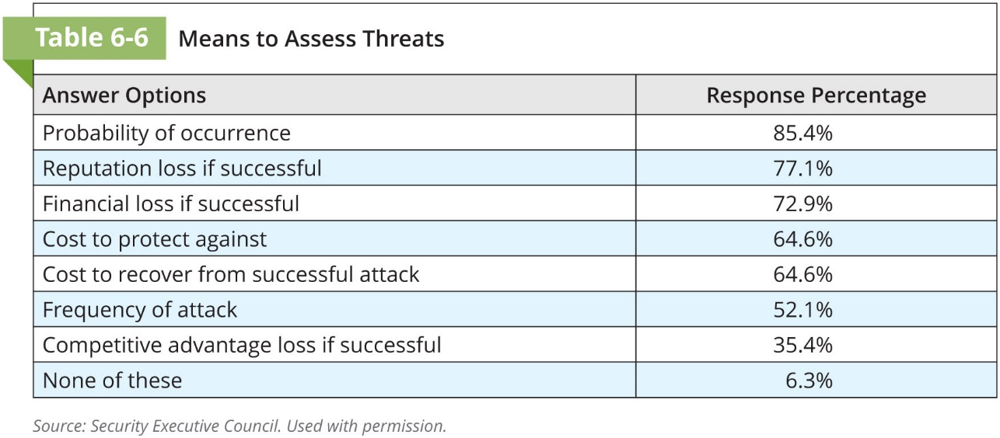 Table 6-6 Means to Assess Threats
Answer Options Response Percentage
Probability of occurrence 85.4%
Reputation loss if successful 77.1%
Financial loss if successful 72.9%
Cost to protect against 64.6%
Cost to recover from successful attack 64.6%
Frequency of attack 52.1%
Competitive advantage loss if successful 35.4%
None of these 6.3%
Source: Security Executive Council. Used with permission.